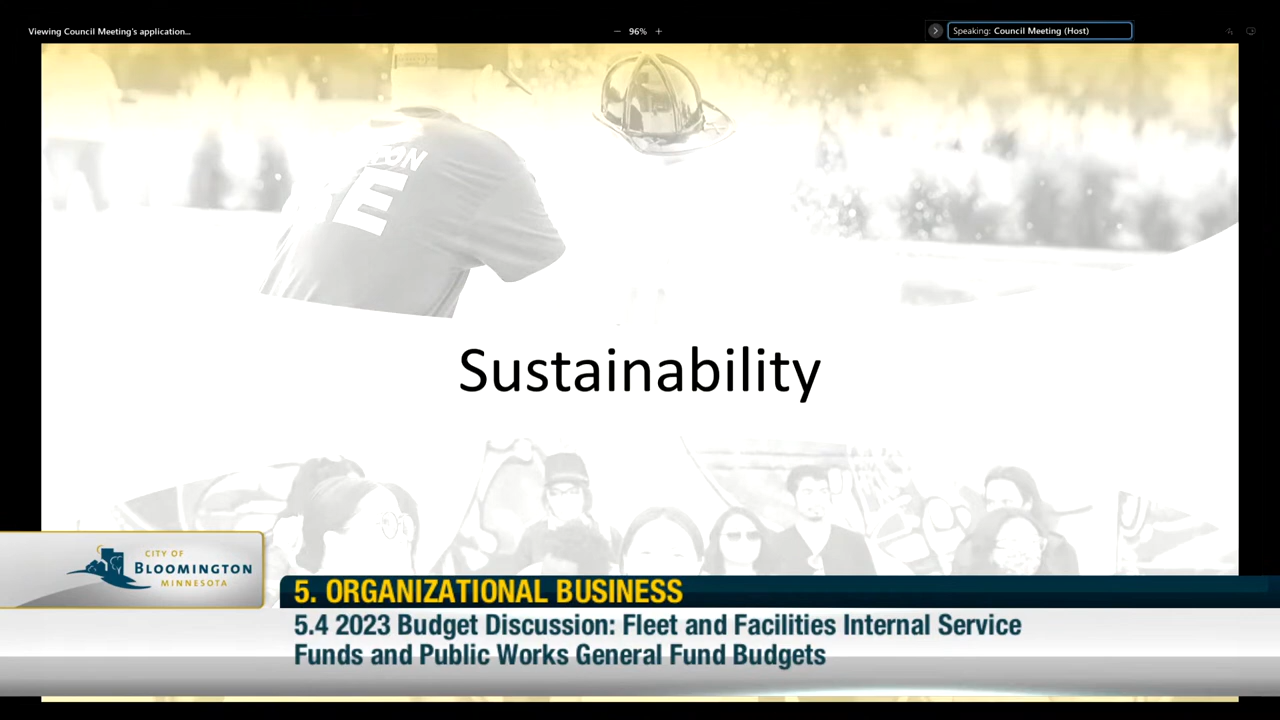 Viewing Council Meeting's application...
− 96% +
Speaking: Council Meeting (Host)
E
Sustainability
CITY OF
BLOOMINGTON
MINNESOTA
5. ORGANIZATIONAL BUSINESS
5.4 2023 Budget Discussion: Fleet and Facilities Internal Service
Funds and Public Works General Fund Budgets